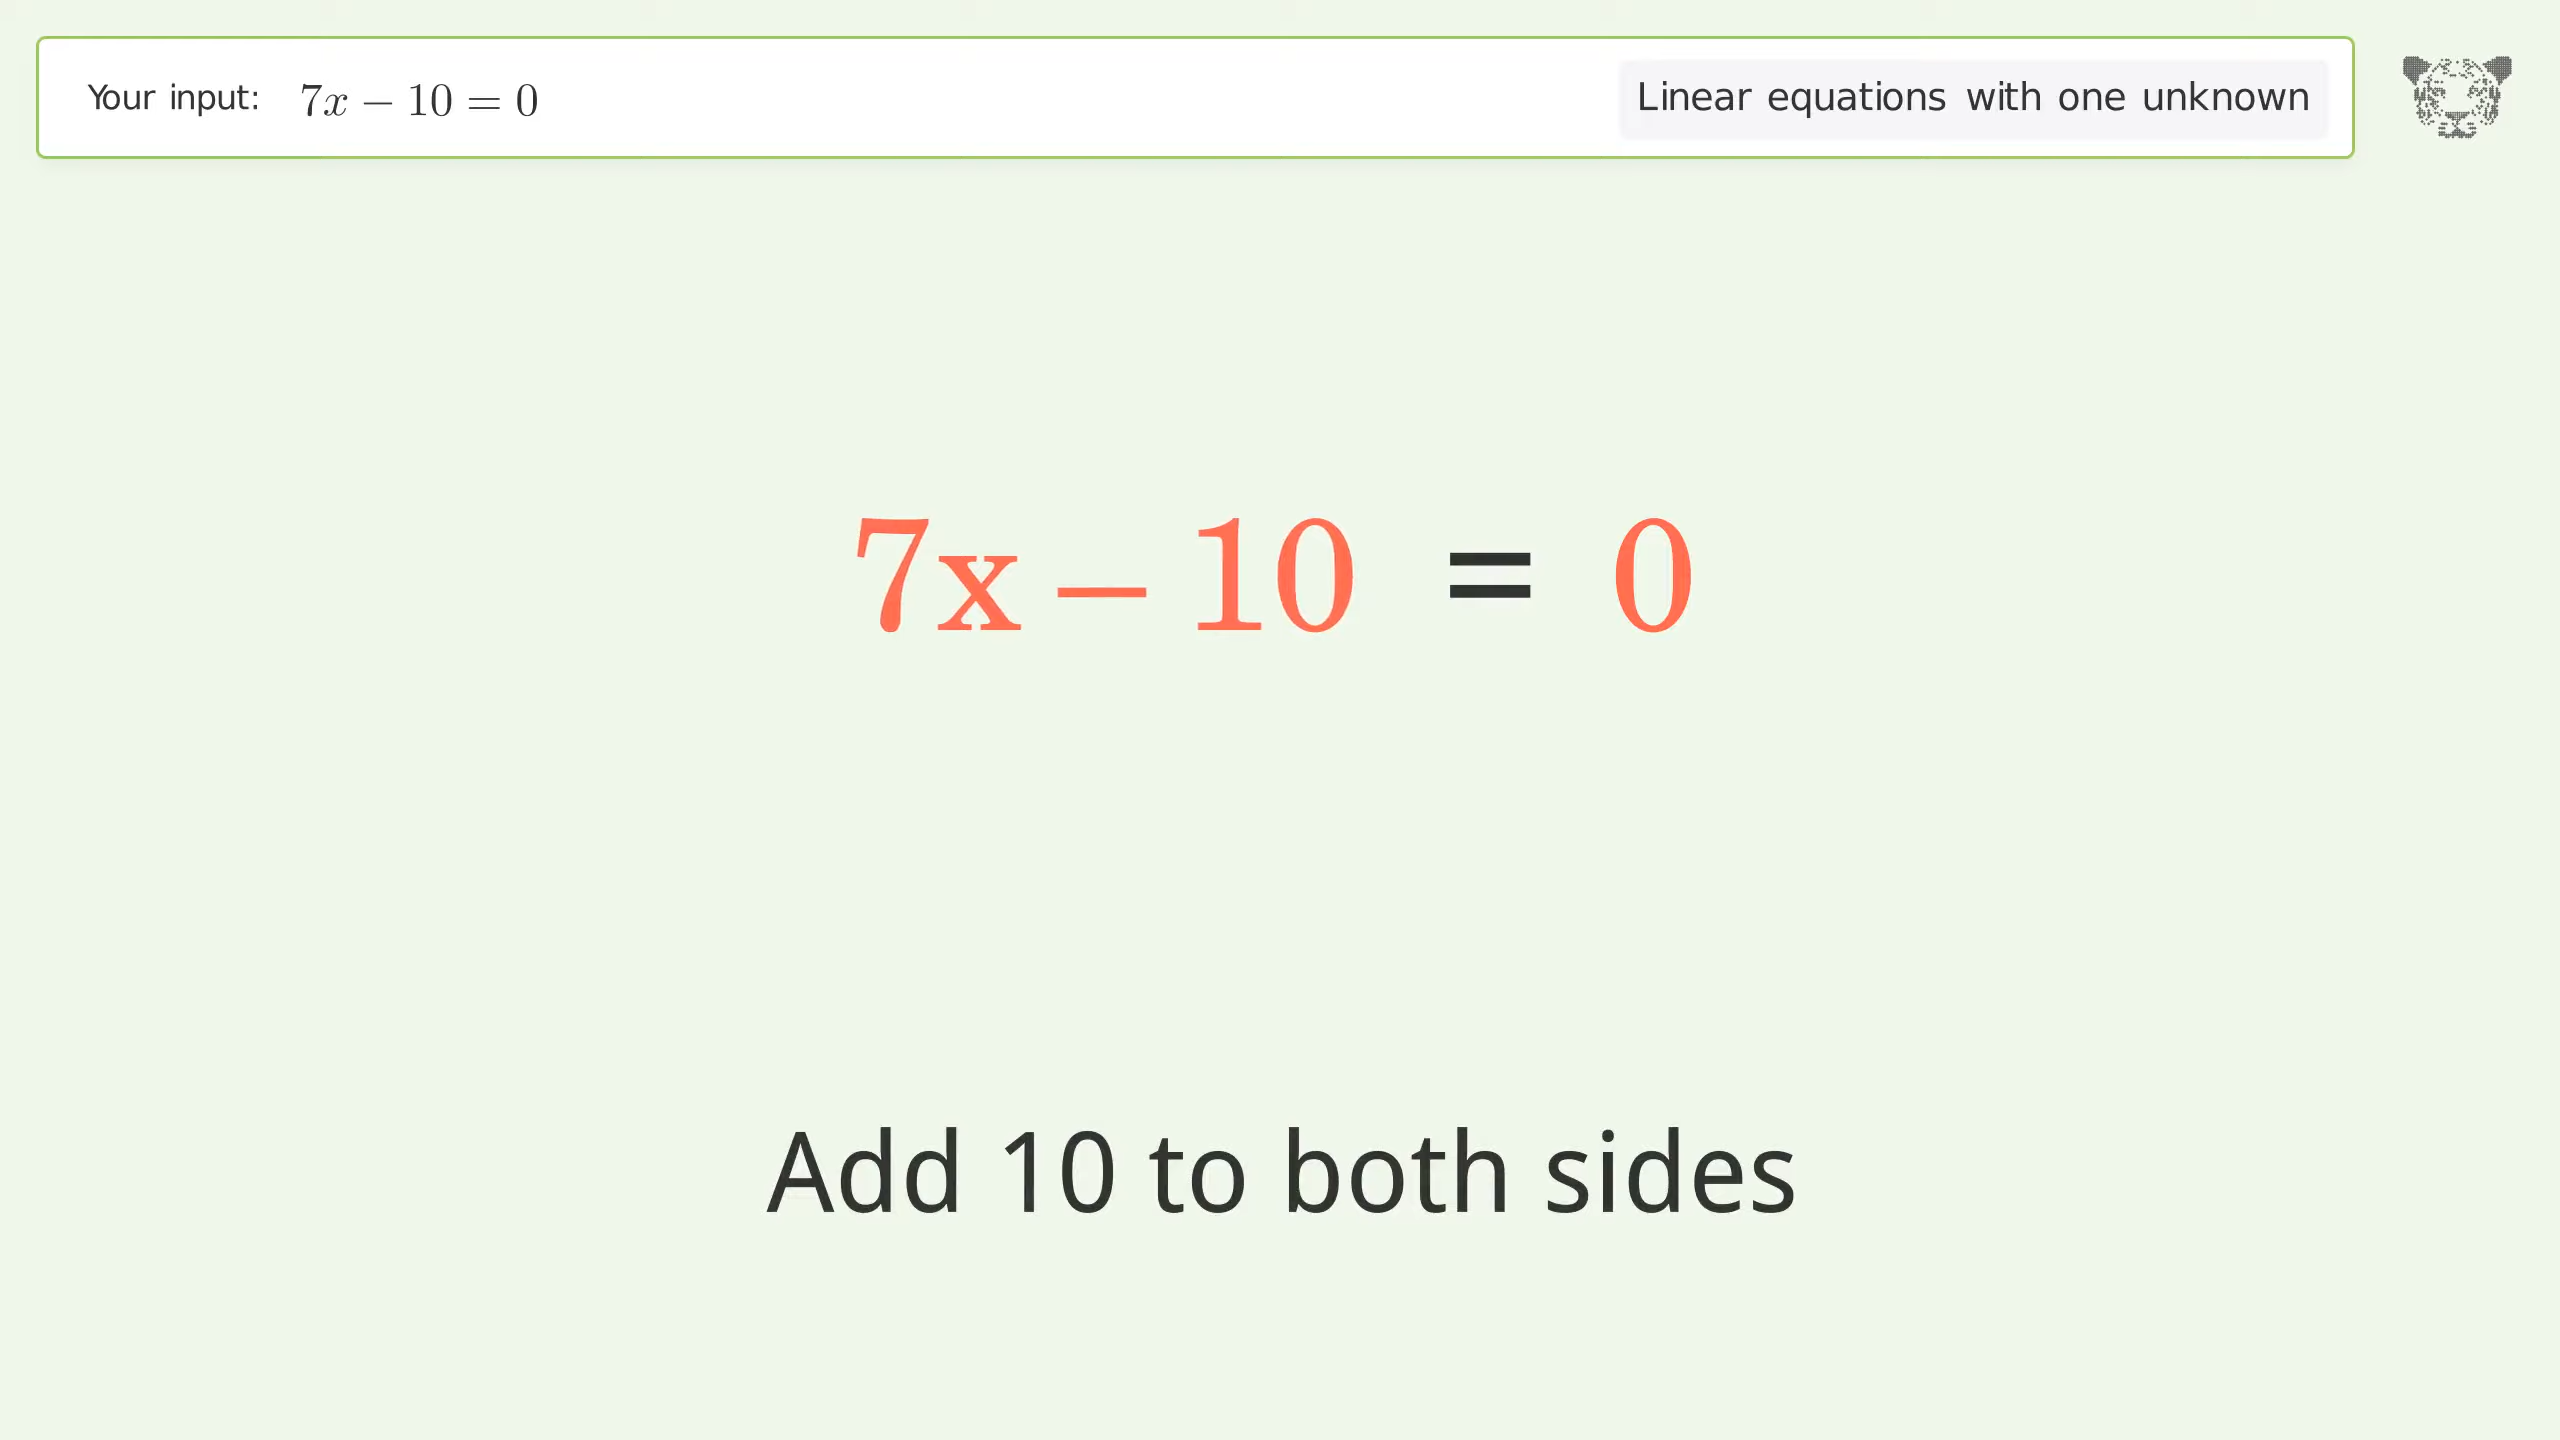 Your input: 7x − 10 = 0 Linear equations with one unknown
7x − 10 = 0
Add 10 to both sides